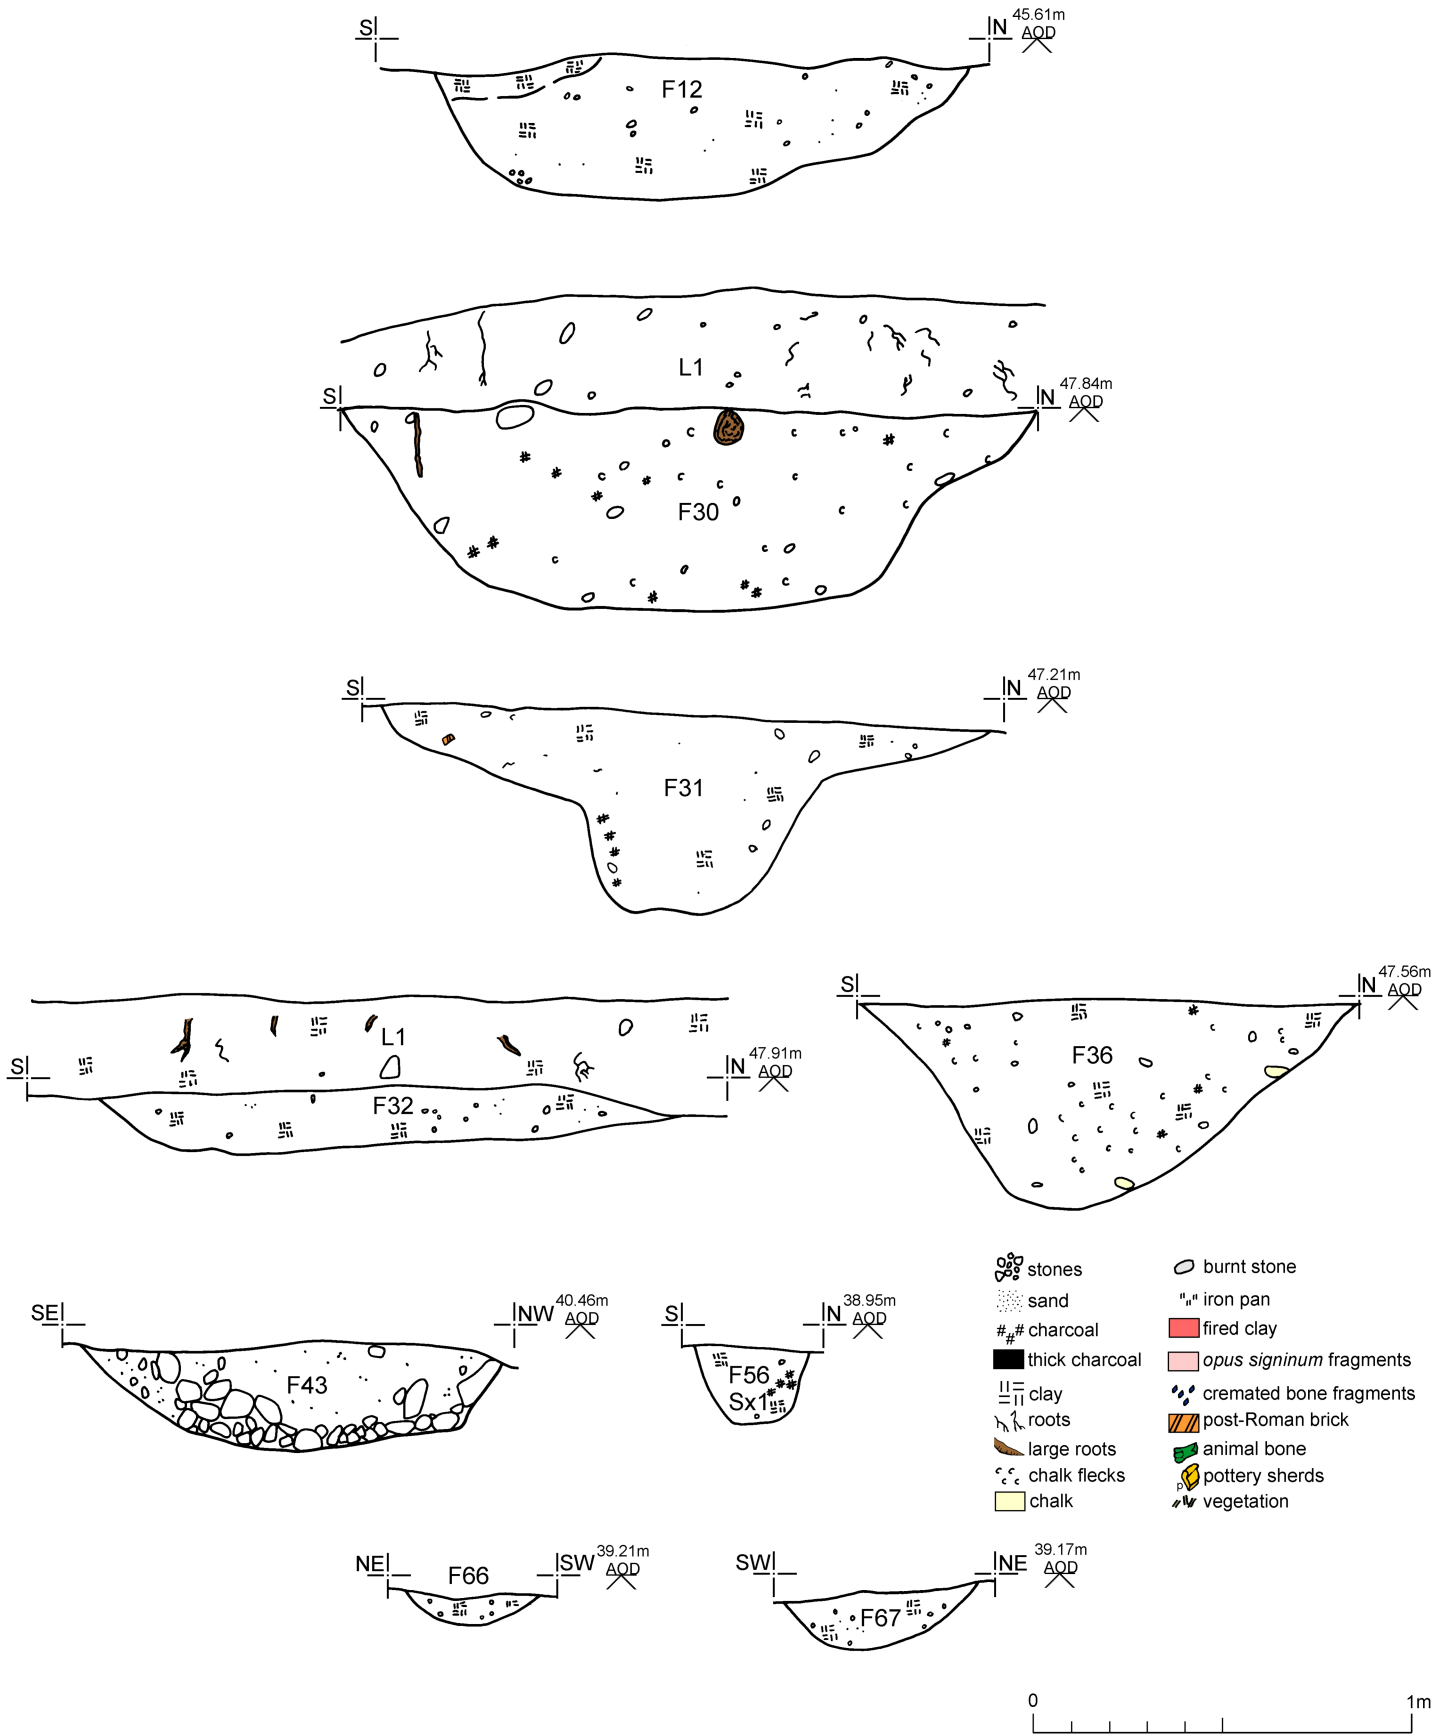 S
N
45.61m
AOD
F12
L1
S
N
47.84m
AOD
F30
S
N
47.21m
AOD
F31
L1
S
N
47.91m
AOD
F32
S
N
47.56m
AOD
F36
SE
NW
40.46m
AOD
F43
S
N
38.95m
AOD
F56
Sx1
stones
sand
charcoal
thick charcoal
clay
roots
large roots
chalk flecks
chalk
burnt stone
iron pan
fired clay
opus signinum fragments
cremated bone fragments
post-Roman brick
animal bone
p
pottery sherds
vegetation
NE
F66
SW
39.21m
AOD
SW
NE
39.17m
AOD
F67
0
1m